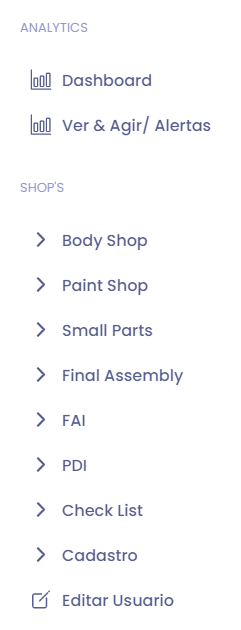 ANALYTICS
Dashboard
Ver & Agir/ Alertas
SHOP'S
Body Shop
Paint Shop
Small Parts
Final Assembly
FAI
PDI
Check List
Cadastro
Editar Usuario